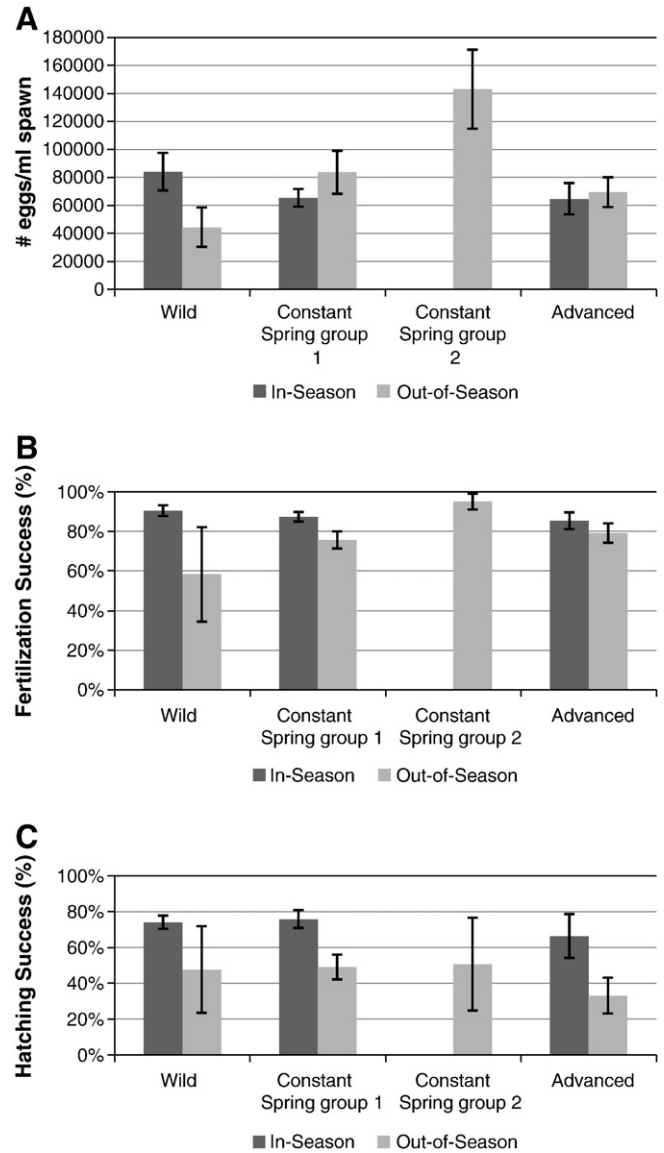 A
# eggs/ml spawn
180000
160000
140000
120000
100000
80000
60000
40000
20000
0
Wild
Constant
Spring group
1
Constant
Spring group
2
Advanced
In-Season
Out-of-Season
B
Fertilization Success (%)
100%
80%
60%
40%
20%
0%
Wild
Constant
Spring group 1
Constant
Spring group 2
Advanced
In-Season
Out-of-Season
C
Hatching Success (%)
100%
80%
60%
40%
20%
0%
Wild
Constant
Spring group 1
Constant
Spring group 2
Advanced
In-Season
Out-of-Season